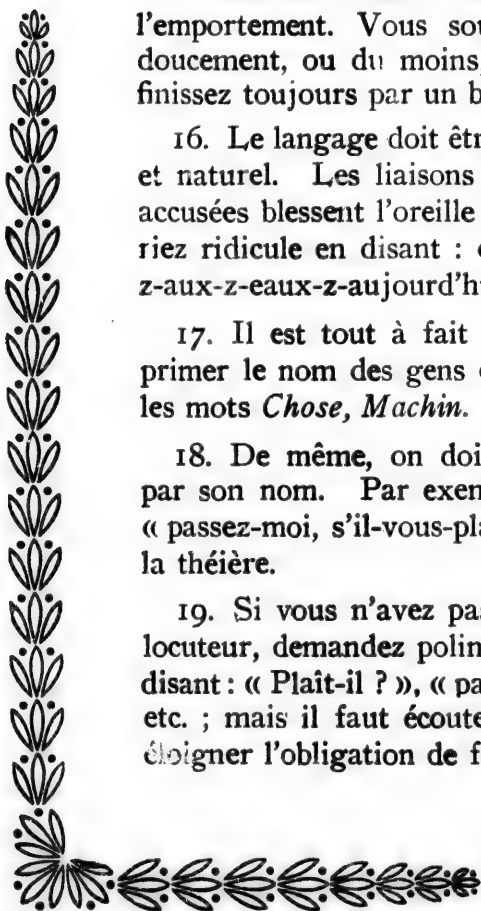 l'emportement. Vous sou
doucement, ou du moins,
finissez toujours par un b
16. Le langage doit êtr
et naturel. Les liaisons
accusées blessent l'oreille
riez ridicule en disant :
z-aux-z-eaux-z-aujourd'h
17. Il est tout à fait
primer le nom des gens
les mots Chose, Machin.
18. De même, on doi
par son nom. Par exem
« passez-moi, s'il-vous-pla
la théière.
19. Si vous n'avez pas
locuteur, demandez polim
disant : « Plaît-il ? », « pa
etc. ; mais il faut écoute
éloigner l'obligation de f